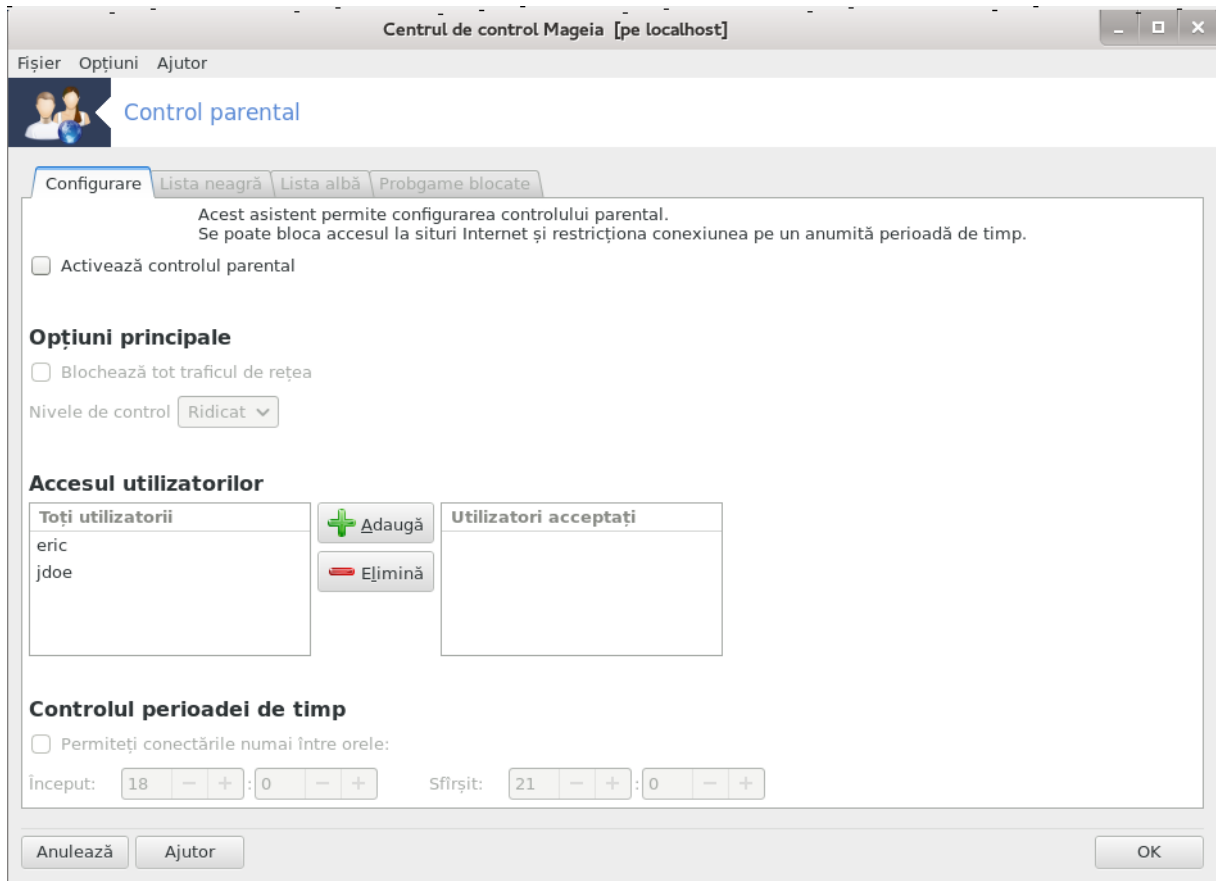 Centrul de control Mageia [pe localhost]
Fișier Opțiuni Ajutor
Control parental
Configurare Lista neagră Lista albă Probgame blocate
Acest asistent permite configurarea controlului parental.
Se poate bloca accesul la situri Internet și restricționa conexiunea pe un anumită perioadă de timp.
Activează controlul parental
Opțiuni principale
Blochează tot traficul de rețea
Nivele de control Ridicat
Accesul utilizatorilor
Toți utilizatorii
eric
jdoe
Adaugă
Elimină
Utilizatori acceptați
Controlul perioadei de timp
Permiteți conectările numai între orele:
Început: 18 : 0 Sfîrșit: 21 : 0
Anulează Ajutor OK